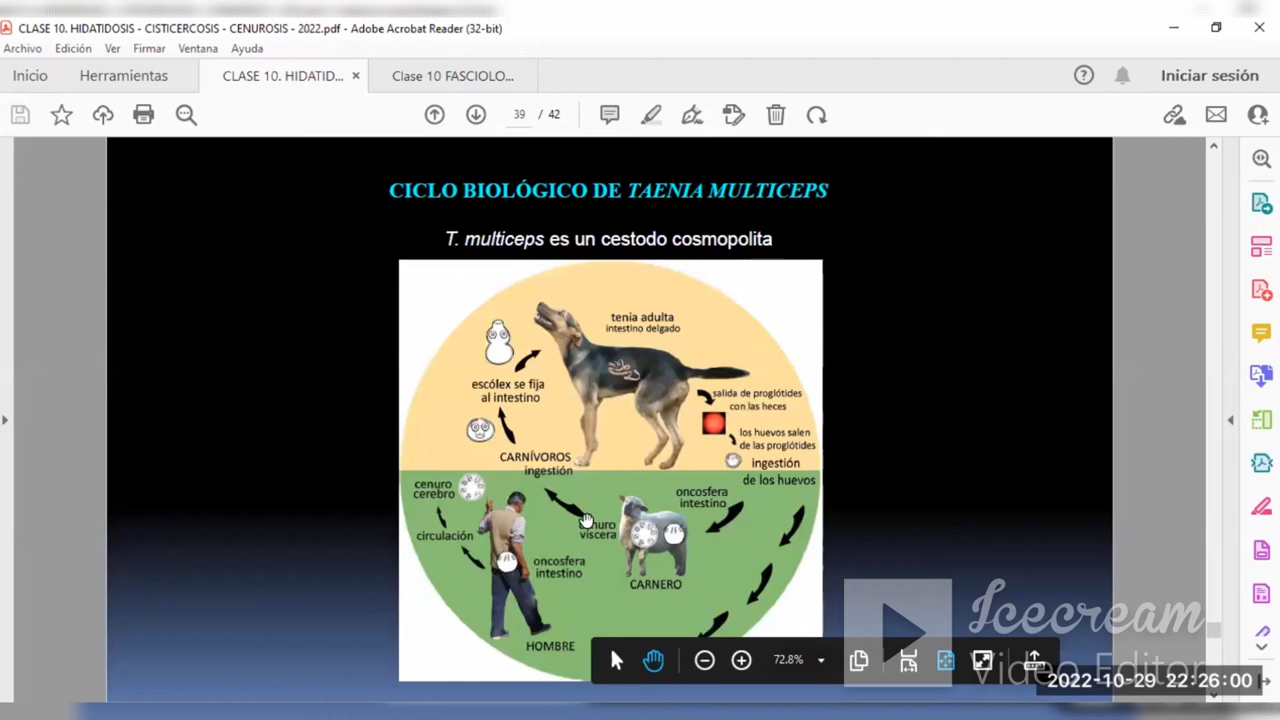 CLASE 10. HIDATIDOSIS - CISTICERCOSIS - CENUROSIS - 2022.pdf - Adobe Acrobat Reader (32-bit)
Archivo Edición Ver Firmar Ventana Ayuda
Inicio Herramientas CLASE 10. HIDATID... × Clase 10 FASCIOLO... Iniciar sesión
39 / 42
CICLO BIOLÓGICO DE TAENIA MULTICEPS
T. multiceps es un cestodo cosmopolita
tenia adulta
intestino delgado
escólex se fija
al intestino
salida de proglótides
con las heces
los huevos salen
de las proglótides
CARNÍVOROS
ingestión
ingestión
de los huevos
cenuro
cerebro
oncosfera
intestino
víscera
circulación
oncosfera
intestino
CARNERO
HOMBRE
72.8%
Icecream
Video Editor
2022-10-29 22:26:00